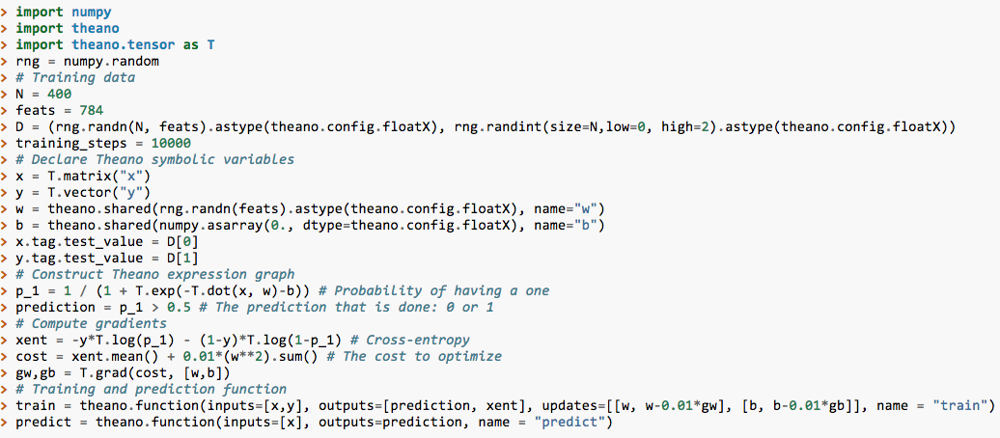 > import numpy
> import theano
> import theano.tensor as T
> rng = numpy.random
> # Training data
> N = 400
> feats = 784
> D = (rng.randn(N, feats).astype(theano.config.floatX), rng.randint(size=N,low=0, high=2).astype(theano.config.floatX))
> training_steps = 10000
> # Declare Theano symbolic variables
> x = T.matrix("x")
> y = T.vector("y")
> w = theano.shared(rng.randn(feats).astype(theano.config.floatX), name="w")
> b = theano.shared(numpy.asarray(0., dtype=theano.config.floatX), name="b")
> x.tag.test_value = D[0]
> y.tag.test_value = D[1]
> # Construct Theano expression graph
> p_1 = 1 / (1 + T.exp(-T.dot(x, w)-b)) # Probability of having a one
> prediction = p_1 > 0.5 # The prediction that is done: 0 or 1
> # Compute gradients
> xent = -y*T.log(p_1) - (1-y)*T.log(1-p_1) # Cross-entropy
> cost = xent.mean() + 0.01*(w**2).sum() # The cost to optimize
> gw,gb = T.grad(cost, [w,b])
> # Training and prediction function
> train = theano.function(inputs=[x,y], outputs=[prediction, xent], updates=[[w, w-0.01*gw], [b, b-0.01*gb]], name = "train")
> predict = theano.function(inputs=[x], outputs=prediction, name = "predict")